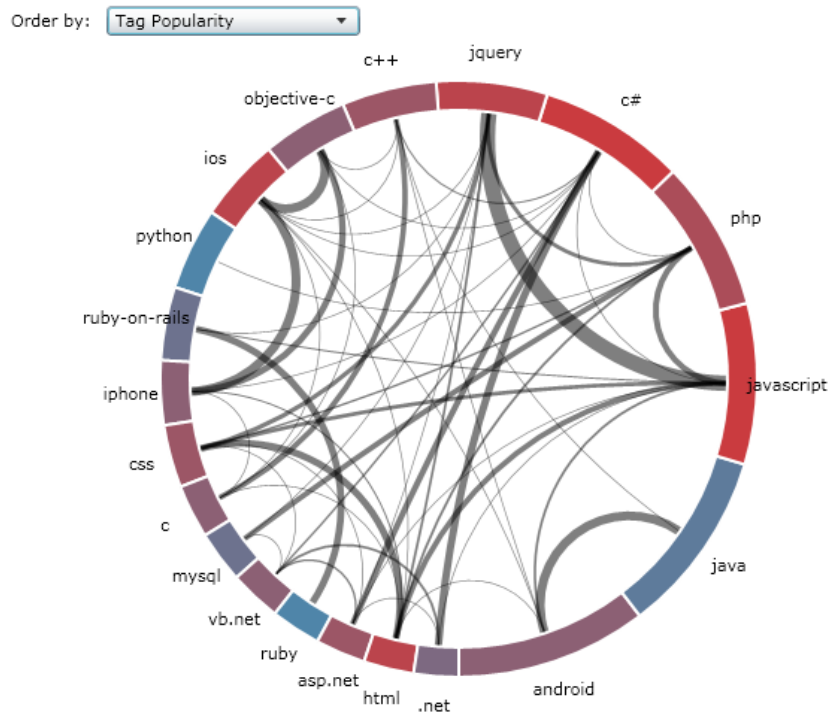 Order by: Tag Popularity
jquery
c++
c#
objective-c
ios
php
python
ruby-on-rails
javascript
iphone
css
c
java
mysql
vb.net
ruby
asp.net
android
html
.net